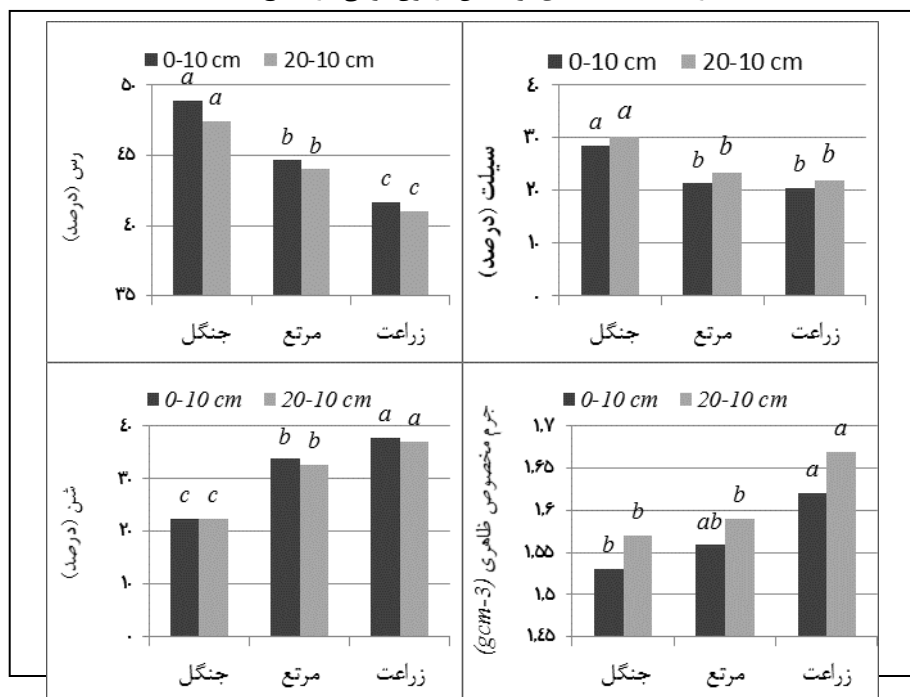 0-10 cm 20-10 cm
رس (درصد)
۵۰
۴۵
۴۰
۳۵
a a b b c c
جنگل مرتع زراعت
0-10 cm 20-10 cm
سیلت (درصد)
۴۰
۳۰
۲۰
۱۰
۰
a a b b b b
جنگل مرتع زراعت
0-10 cm 20-10 cm
شن (درصد)
۴۰
۳۰
۲۰
۱۰
۰
c c b b a a
جنگل مرتع زراعت
0-10 cm 20-10 cm
جرم مخصوص ظاهری (gcm-3)
۱,۷
۱,۶۵
۱,۶
۱,۵۵
۱,۵
۱,۴۵
b b ab b a a
جنگل مرتع زراعت